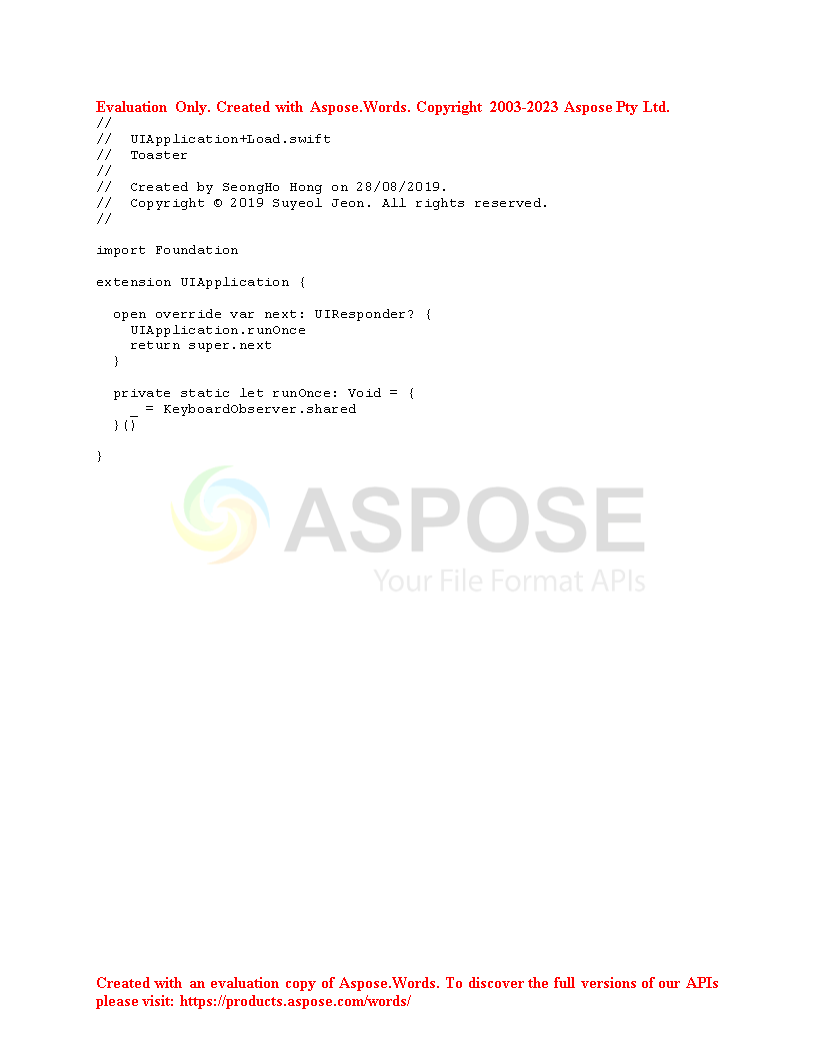 Evaluation Only. Created with Aspose.Words. Copyright 2003-2023 Aspose Pty Ltd.
//
//  UIApplication+Load.swift
//  Toaster
//
//  Created by SeongHo Hong on 28/08/2019.
//  Copyright © 2019 Suyeol Jeon. All rights reserved.
//
import Foundation
extension UIApplication {
  open override var next: UIResponder? {
    UIApplication.runOnce
    return super.next
  }
  private static let runOnce: Void = {
    _ = KeyboardObserver.shared
  }()
}
ASPOSE
Your File Format APIs
Created with an evaluation copy of Aspose.Words. To discover the full versions of our APIs
please visit: https://products.aspose.com/words/